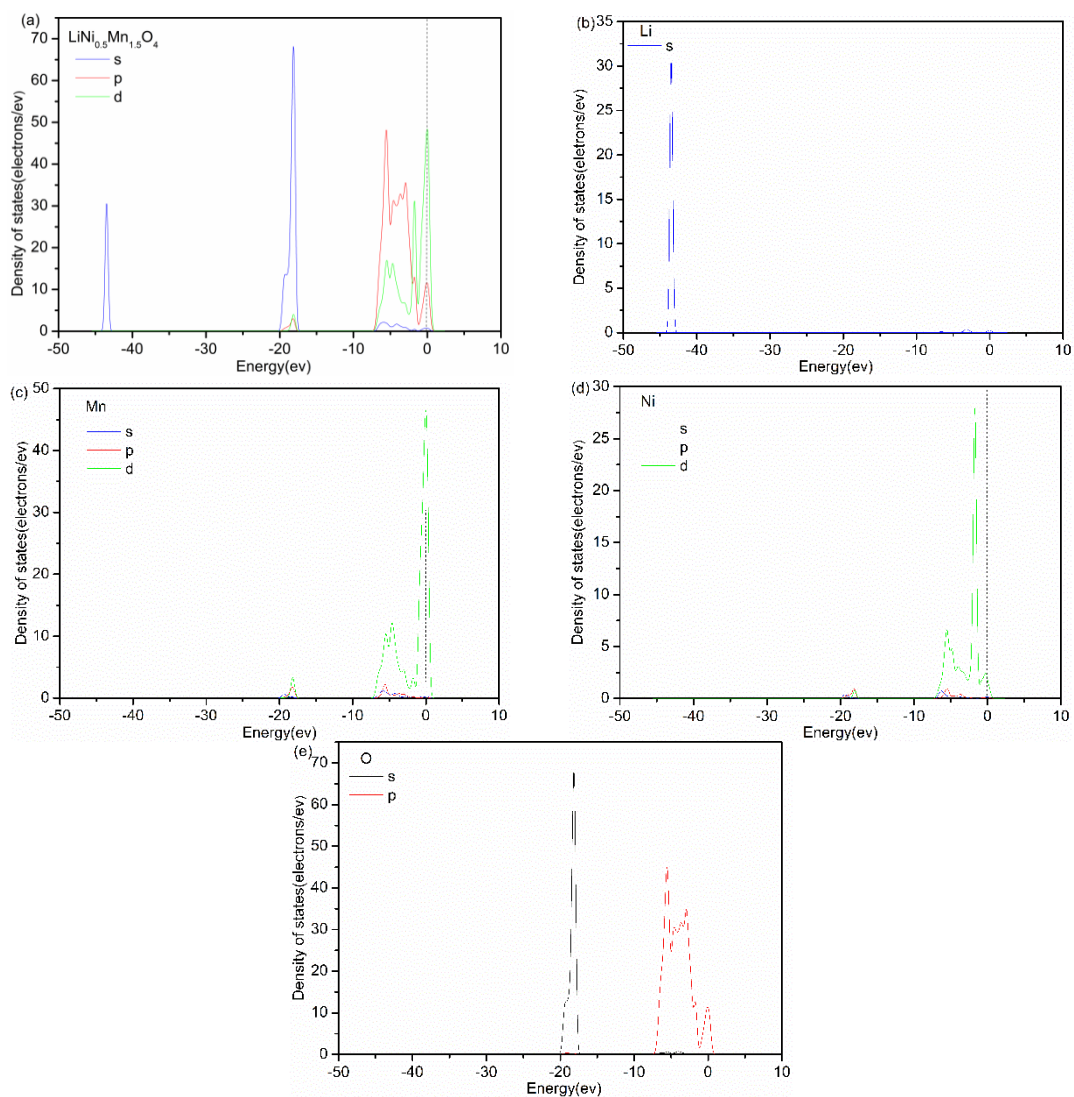 (a)
LiNi0.5Mn1.5O4
s
p
d
Density of states(electrons/ev)
70
60
50
40
30
20
10
0
-50 -40 -30 -20 -10 0 10
Energy(ev)
(b)
Li
s
Density of states(eletrons/ev)
35
30
25
20
15
10
5
0
-50 -40 -30 -20 -10 0 10
Energy(ev)
(c)
Mn
s
p
d
Density of states(electrons/ev)
50
40
30
20
10
0
-50 -40 -30 -20 -10 0 10
Energy(ev)
(d)
Ni
s
p
d
Density of states(electrons/ev)
30
25
20
15
10
5
0
-50 -40 -30 -20 -10 0 10
Energy(ev)
(e)
O
s
p
Density of states(electrons/ev)
70
60
50
40
30
20
10
0
-50 -40 -30 -20 -10 0 10
Energy(ev)